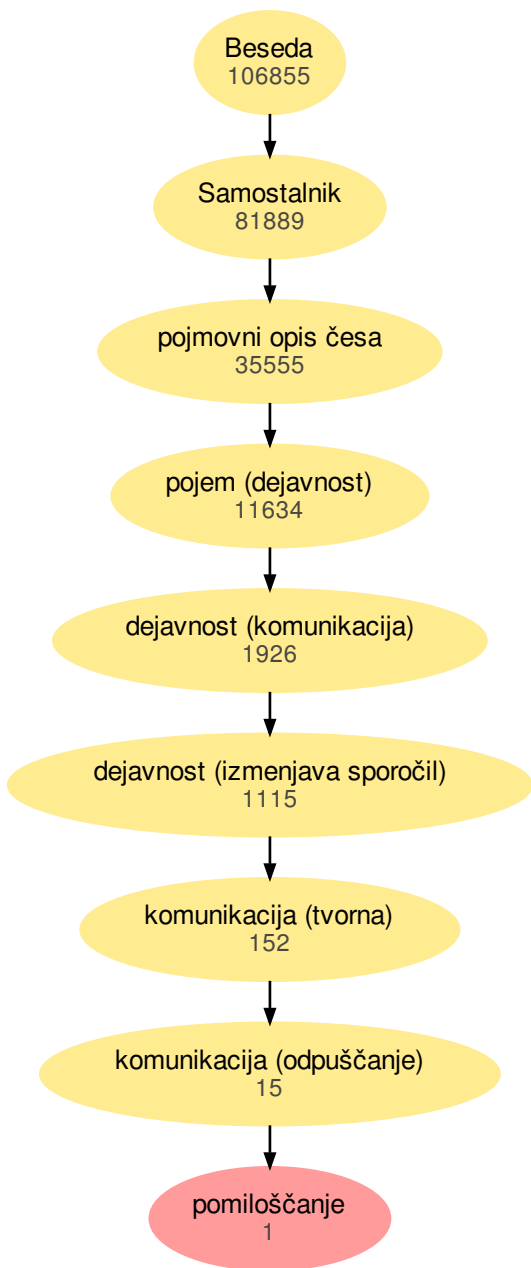 Beseda
106855
Samostalnik
81889
pojmovni opis česa
35555
pojem (dejavnost)
11634
dejavnost (komunikacija)
1926
dejavnost (izmenjava sporočil)
1115
komunikacija (tvorna)
152
komunikacija (odpuščanje)
15
pomiloščanje
1